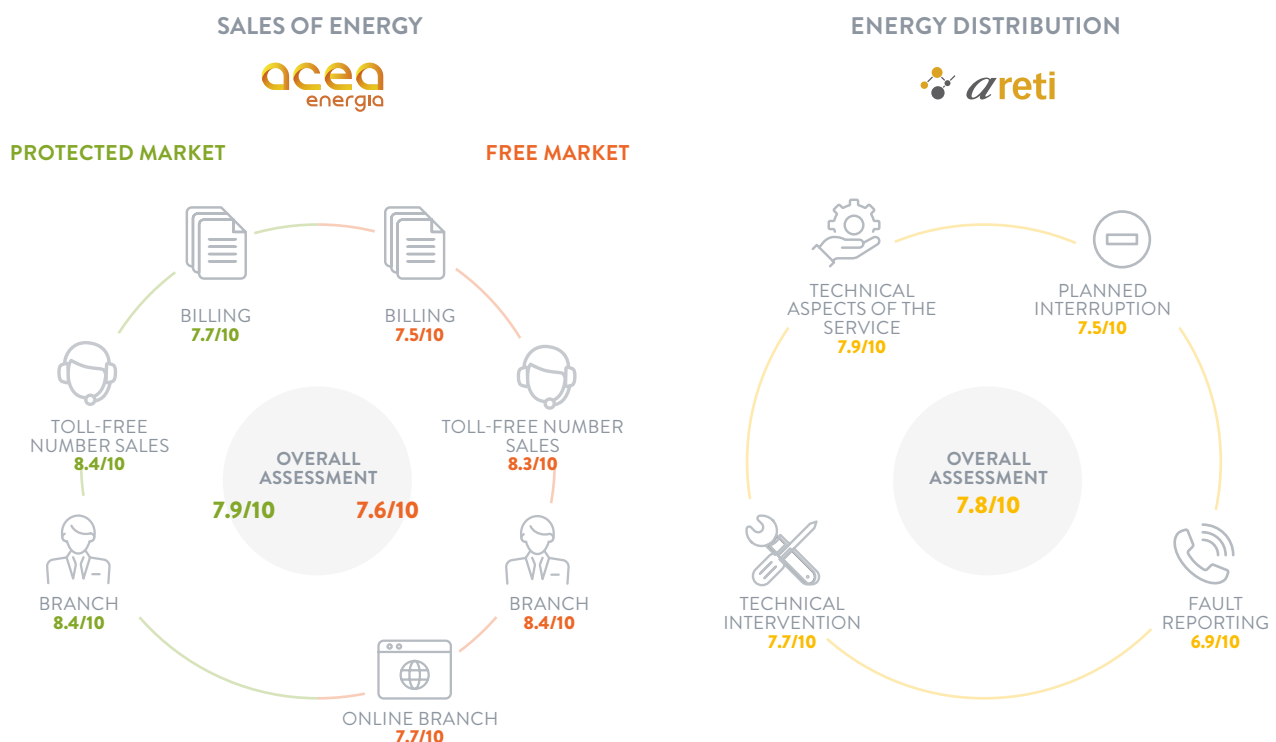 SALES OF ENERGY
acea
energia
PROTECTED MARKET
FREE MARKET
BILLING
7.7/10
BILLING
7.5/10
TOLL-FREE
NUMBER SALES
8.4/10
TOLL-FREE NUMBER
SALES
8.3/10
OVERALL
ASSESSMENT
7.9/10
7.6/10
BRANCH
8.4/10
BRANCH
8.4/10
ONLINE BRANCH
7.7/10
ENERGY DISTRIBUTION
areti
TECHNICAL
ASPECTS OF THE
SERVICE
7.9/10
PLANNED
INTERRUPTION
7.5/10
OVERALL
ASSESSMENT
7.8/10
TECHNICAL
INTERVENTION
7.7/10
FAULT
REPORTING
6.9/10